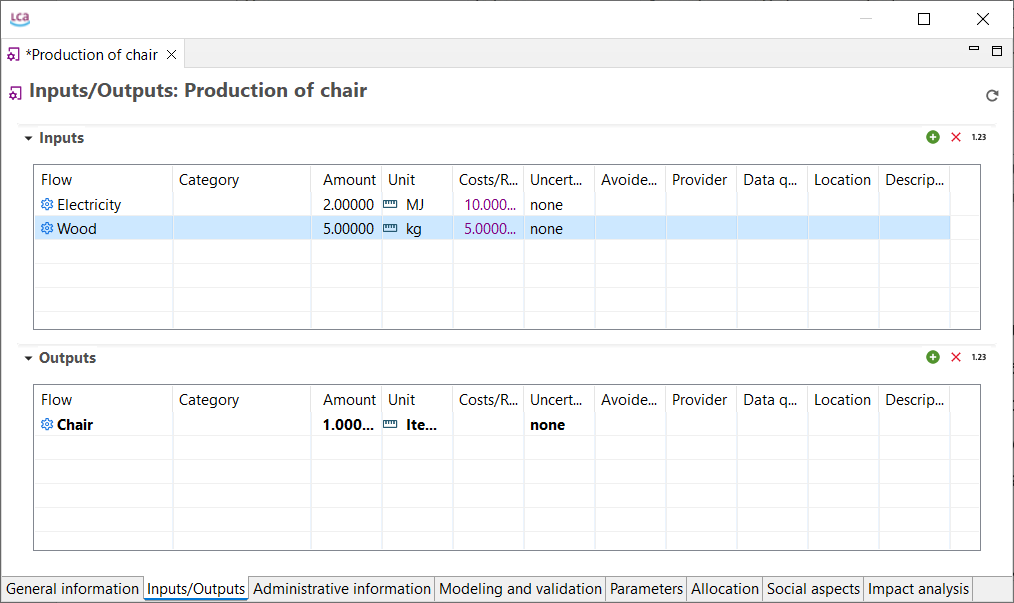 LCA
*Production of chair
Inputs/Outputs: Production of chair
Inputs 1.23
Flow Category Amount Unit Costs/R... Uncert... Avoide... Provider Data q... Location Descrip...
Electricity 2.00000 MJ 10.000... none
Wood 5.00000 kg 5.0000... none
Outputs 1.23
Flow Category Amount Unit Costs/R... Uncert... Avoide... Provider Data q... Location Descrip...
Chair 1.000... Ite... none
General information Inputs/Outputs Administrative information Modeling and validation Parameters Allocation Social aspects Impact analysis